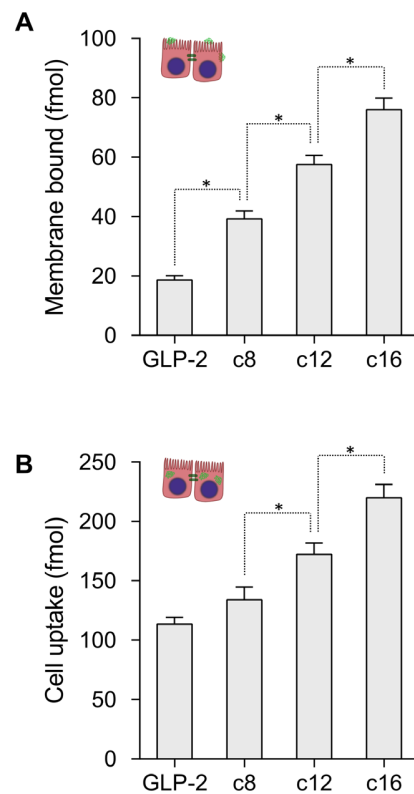 A
Membrane bound (fmol)
100
80
60
40
20
0
*
*
*
GLP-2 c8 c12 c16
B
Cell uptake (fmol)
250
200
150
100
50
0
*
*
GLP-2 c8 c12 c16